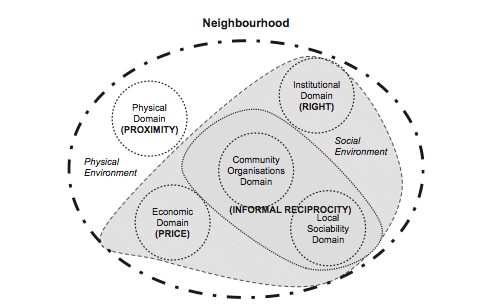 Neighbourhood
Institutional
Domain
(RIGHT)
Physical
Domain
(PROXIMITY)
Social
Environment
Physical
Environment
Community
Organisations
Domain
(INFORMAL RECIPROCITY)
Economic
Domain
(PRICE)
Local
Sociability
Domain